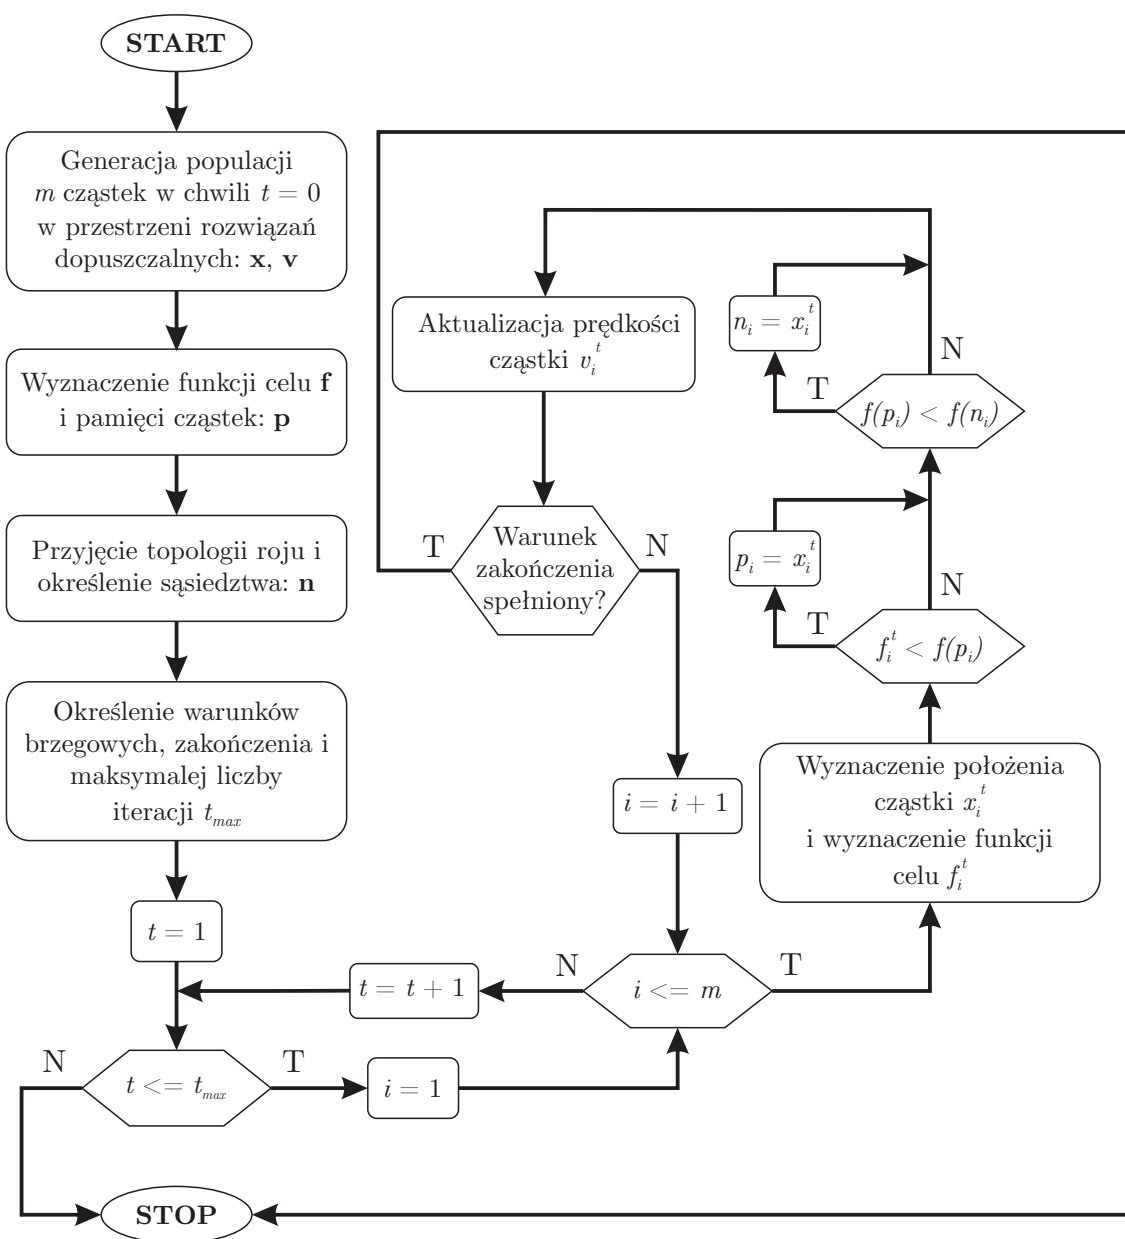 START
Generacja populacji
m cząstek w chwili t = 0
w przestrzeni rozwiązań
dopuszczalnych: x, v
Wyznaczenie funkcji celu f
i pamięci cząstek: p
Przyjęcie topologii roju i
określenie sąsiedztwa: n
Określenie warunków
brzegowych, zakończenia i
maksymalej liczby
iteracji t_max
t = 1
t <= t_max
N
T
i = 1
STOP
t = t + 1
N
i <= m
T
i = i + 1
Wyznaczenie położenia
cząstki x_i^t
i wyznaczenie funkcji
celu f_i^t
f_i^t < f(p_i)
T
N
p_i = x_i^t
f(p_i) < f(n_i)
T
N
n_i = x_i^t
Aktualizacja prędkości
cząstki v_i^t
Warunek
zakończenia
spełniony?
T
N